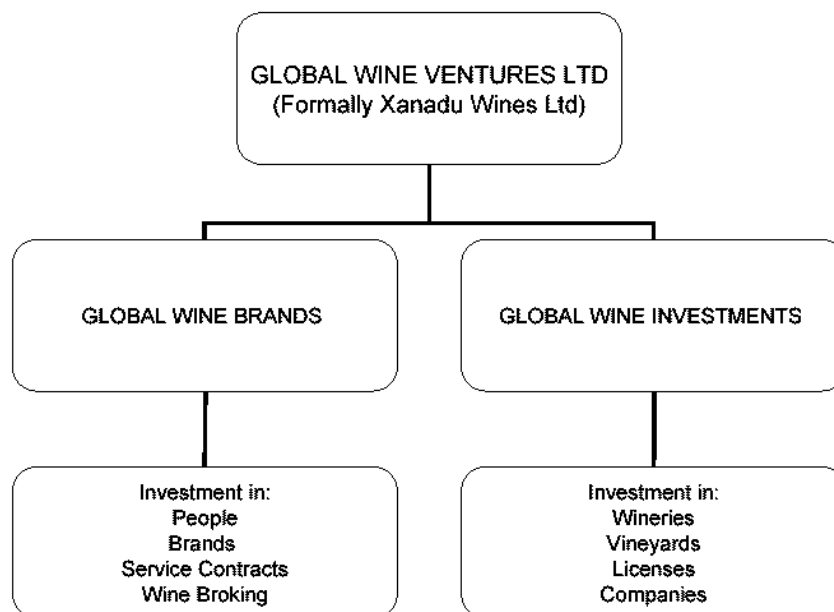 GLOBAL WINE VENTURES LTD
(Formally Xanadu Wines Ltd)
GLOBAL WINE BRANDS
GLOBAL WINE INVESTMENTS
Investment in:
People
Brands
Service Contracts
Wine Broking
Investment in:
Wineries
Vineyards
Licenses
Companies